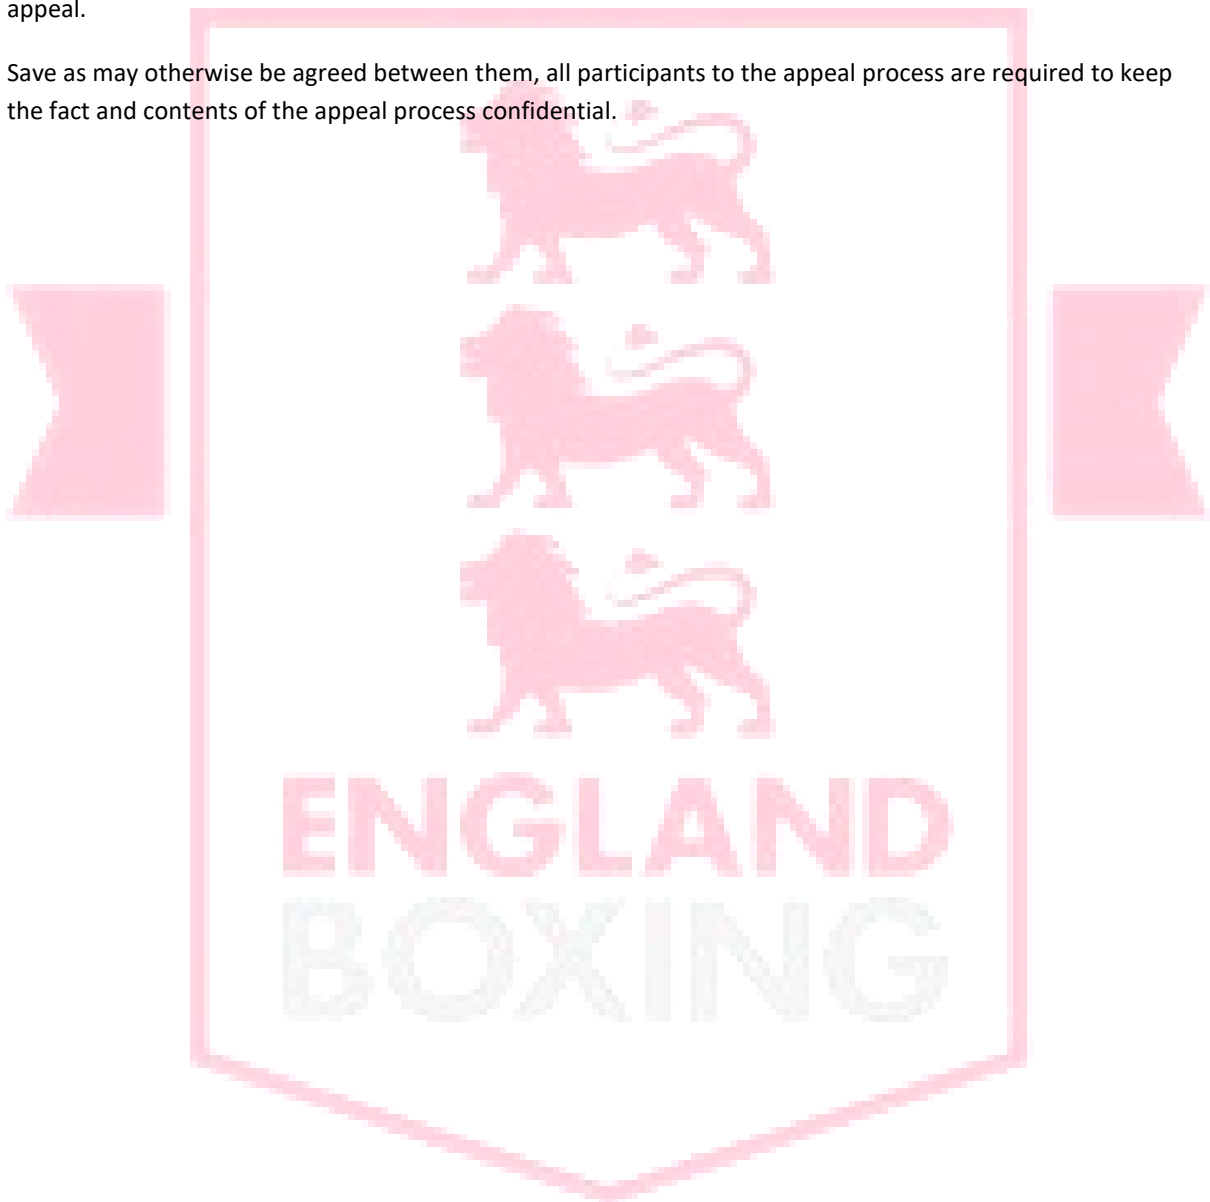 appeal.
Save as may otherwise be agreed between them, all participants to the appeal process are required to keep
the fact and contents of the appeal process confidential.
ENGLAND
BOXING